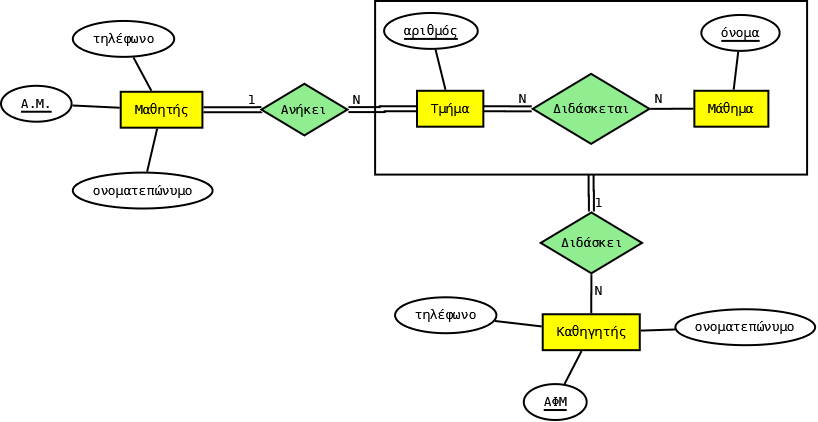 τηλέφωνο
αριθμός
όνομα
Α.Μ.
Μαθητής
1
Ανήκει
N
Τμήμα
N
Διδάσκεται
N
Μάθημα
ονοματεπώνυμο
1
Διδάσκει
N
τηλέφωνο
Καθηγητής
ονοματεπώνυμο
ΑΦΜ